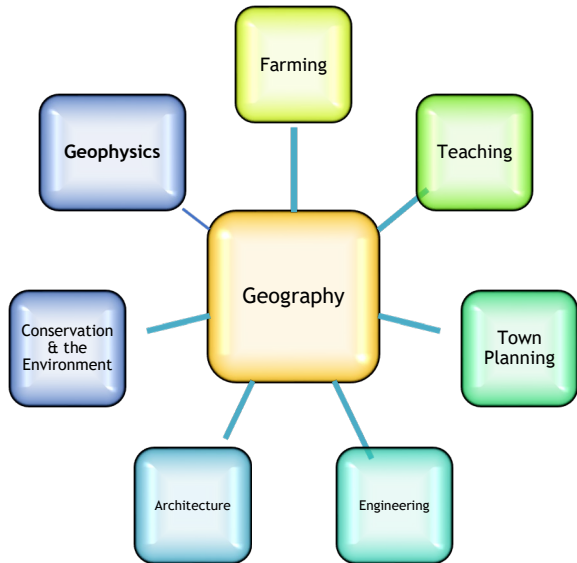 Farming
Teaching
Geophysics
Geography
Town
Planning
Conservation
& the
Environment
Architecture
Engineering